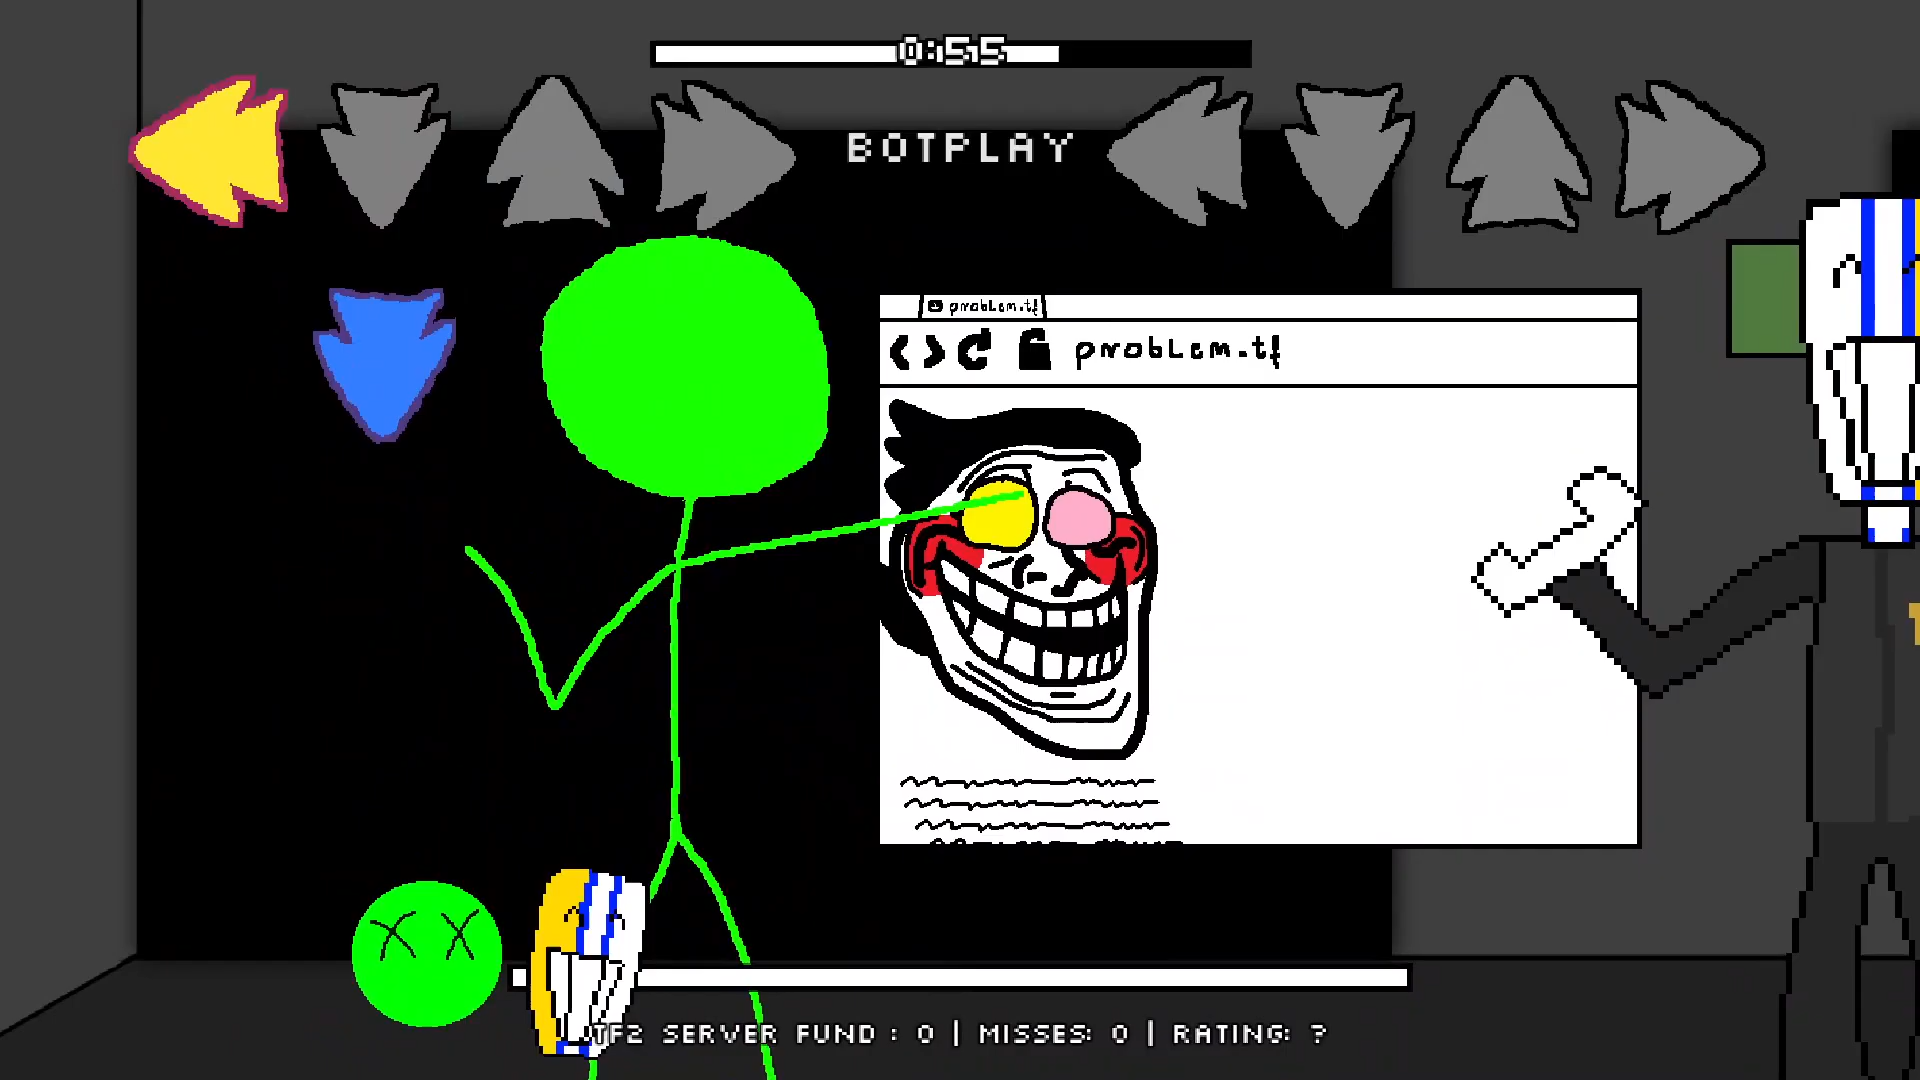 0:55
BOTPLAY
problem.tf
problem.tf
TF2 SERVER FUND : 0 | MISSES: 0 | RATING: ?